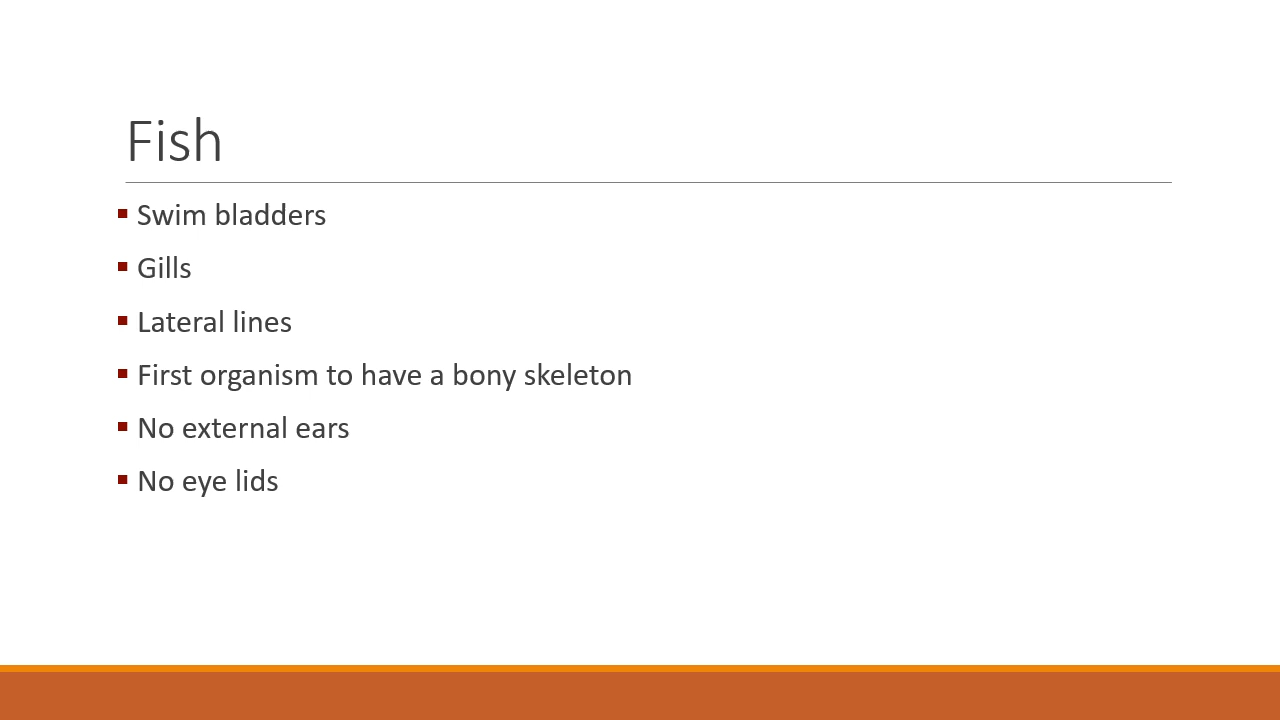 Fish
▪ Swim bladders
▪ Gills
▪ Lateral lines
▪ First organism to have a bony skeleton
▪ No external ears
▪ No eye lids